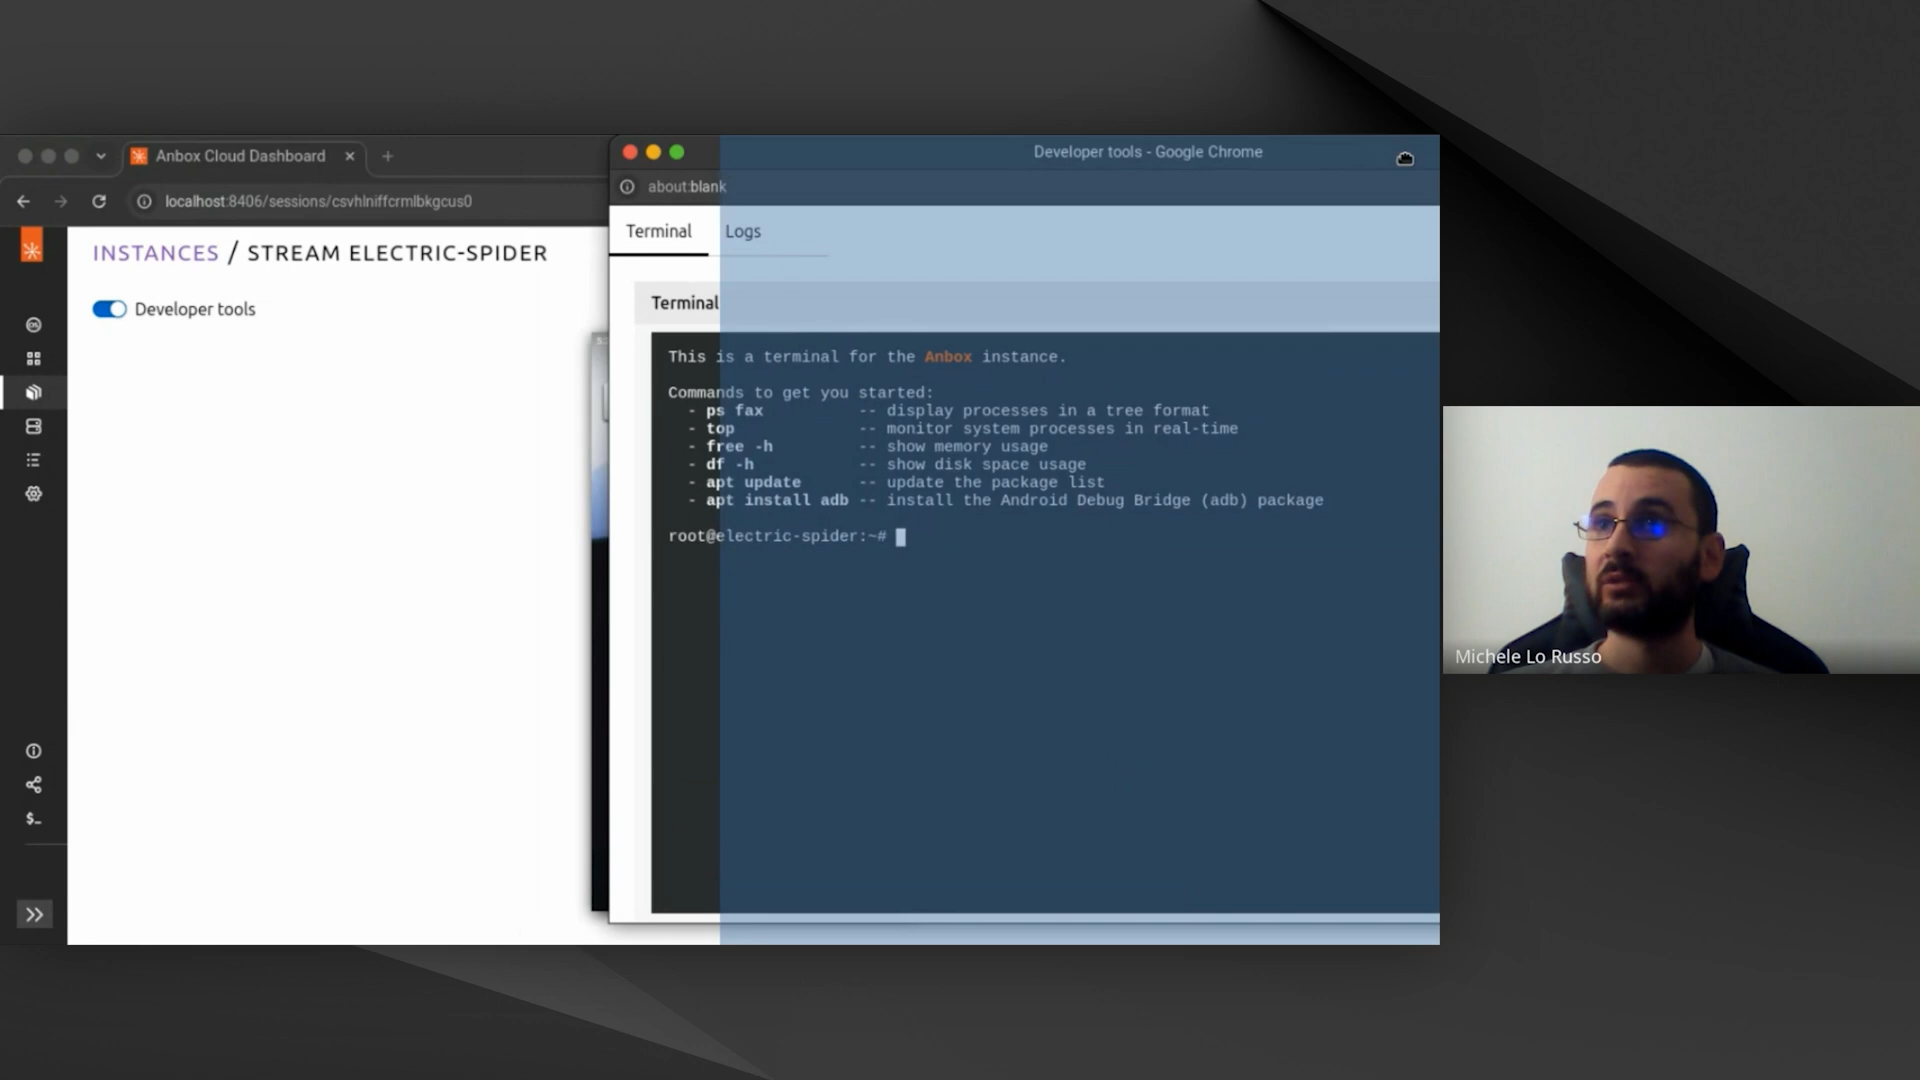 Anbox Cloud Dashboard
localhost:8406/sessions/csvhlniffcrmlbkgcus0
INSTANCES / STREAM ELECTRIC-SPIDER
Developer tools
$_
Developer tools - Google Chrome
about:blank
Terminal Logs
Terminal
This is a terminal for the Anbox instance.
Commands to get you started:
- ps fax -- display processes in a tree format
- top -- monitor system processes in real-time
- free -h -- show memory usage
- df -h -- show disk space usage
- apt update -- update the package list
- apt install adb -- install the Android Debug Bridge (adb) package
root@electric-spider:~#
Michele Lo Russo